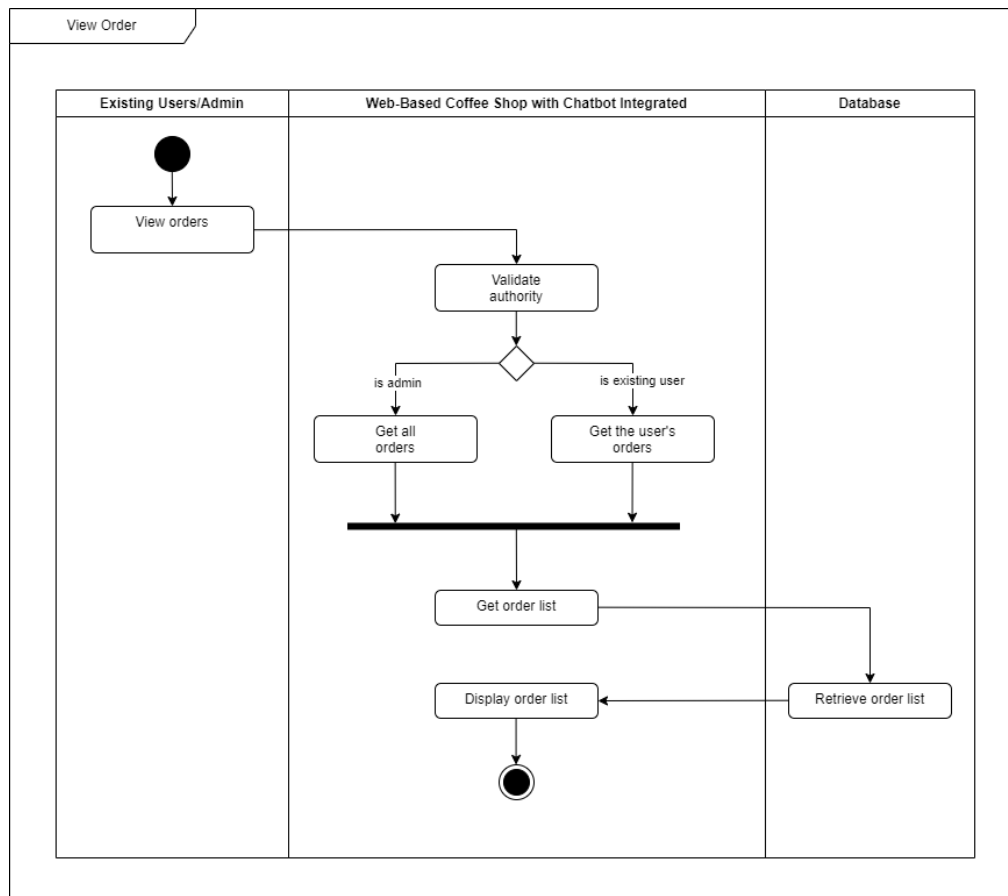 View Order
Existing Users/Admin
Web-Based Coffee Shop with Chatbot Integrated
Database
View orders
Validate
authority
is admin
is existing user
Get all
orders
Get the user's
orders
Get order list
Display order list
Retrieve order list